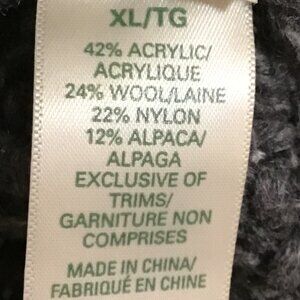 XL/TG
42% ACRYLIC/
ACRYLIQUE
24% WOOL/LAINE
22% NYLON
12% ALPACA/
ALPAGA
EXCLUSIVE OF
TRIMS/
GARNITURE NON
COMPRISES
MADE IN CHINA/
FABRIQUÉ EN CHINE